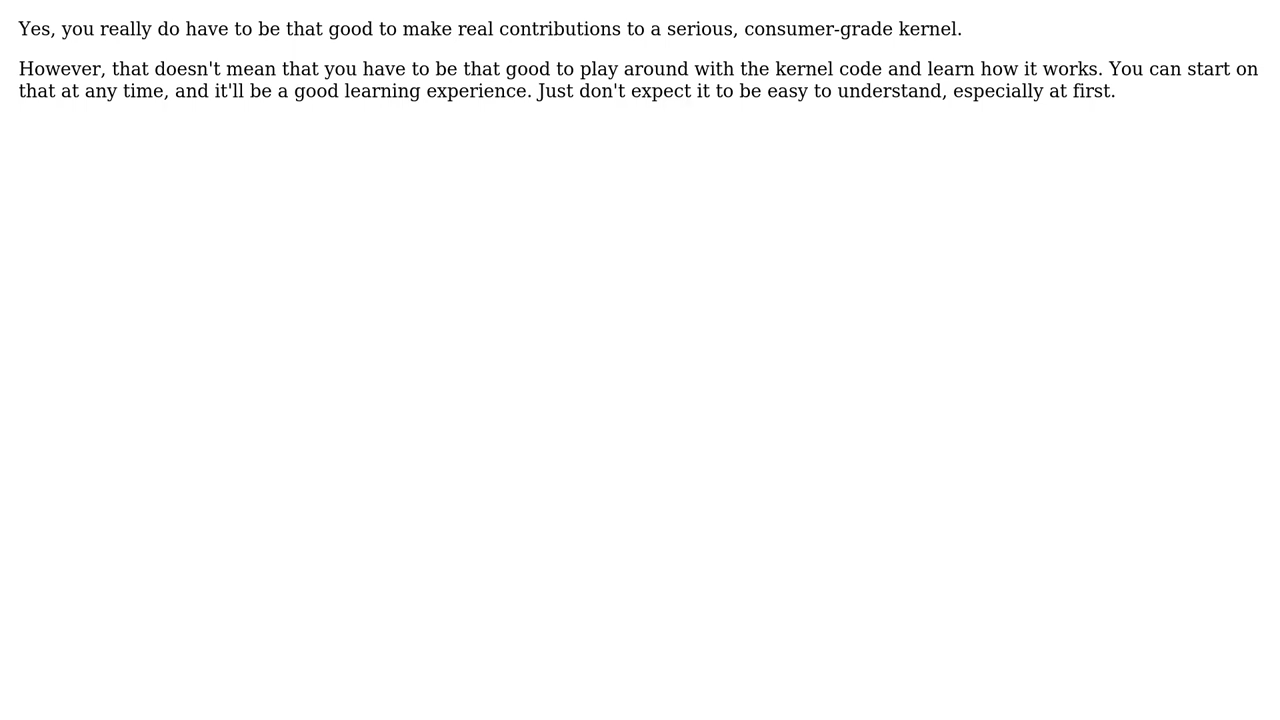 Yes, you really do have to be that good to make real contributions to a serious, consumer-grade kernel.
However, that doesn't mean that you have to be that good to play around with the kernel code and learn how it works. You can start on
that at any time, and it'll be a good learning experience. Just don't expect it to be easy to understand, especially at first.